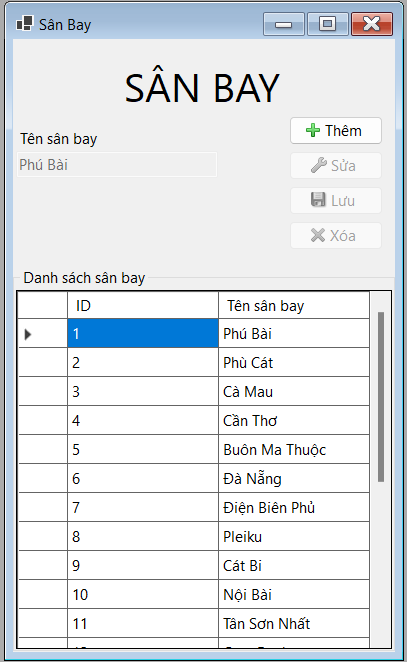 Sân Bay
SÂN BAY
Thêm
Tên sân bay
Phú Bài
Sửa
Lưu
Xóa
Danh sách sân bay
ID Tên sân bay
1 Phú Bài
2 Phù Cát
3 Cà Mau
4 Cần Thơ
5 Buôn Ma Thuộc
6 Đà Nẵng
7 Điện Biên Phủ
8 Pleiku
9 Cát Bi
10 Nội Bài
11 Tân Sơn Nhất